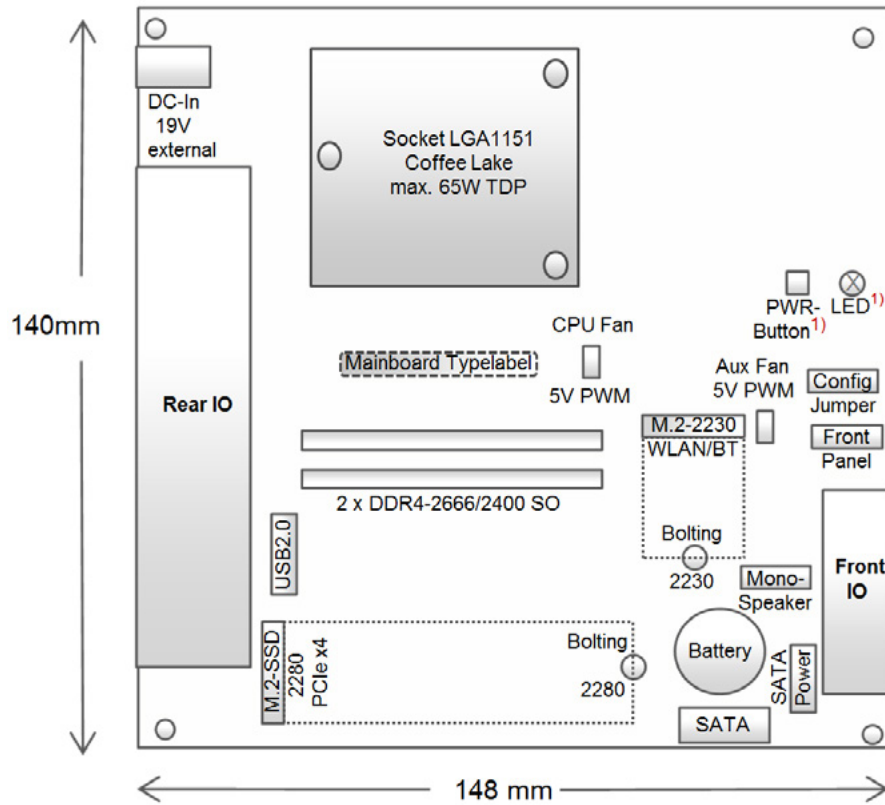 DC-In
19V
external
Socket LGA1151
Coffee Lake
max. 65W TDP
140mm
PWR-
Button1)
LED1)
CPU Fan
5V PWM
Mainboard Typelabel
Aux Fan
5V PWM
Config
Jumper
Rear IO
M.2-2230
WLAN/BT
Front
Panel
2 x DDR4-2666/2400 SO
USB2.0
Bolting
2230
Mono-
Speaker
Front
IO
M.2-SSD
2280
PCIe x4
Bolting
2280
Battery
SATA
Power
SATA
148 mm